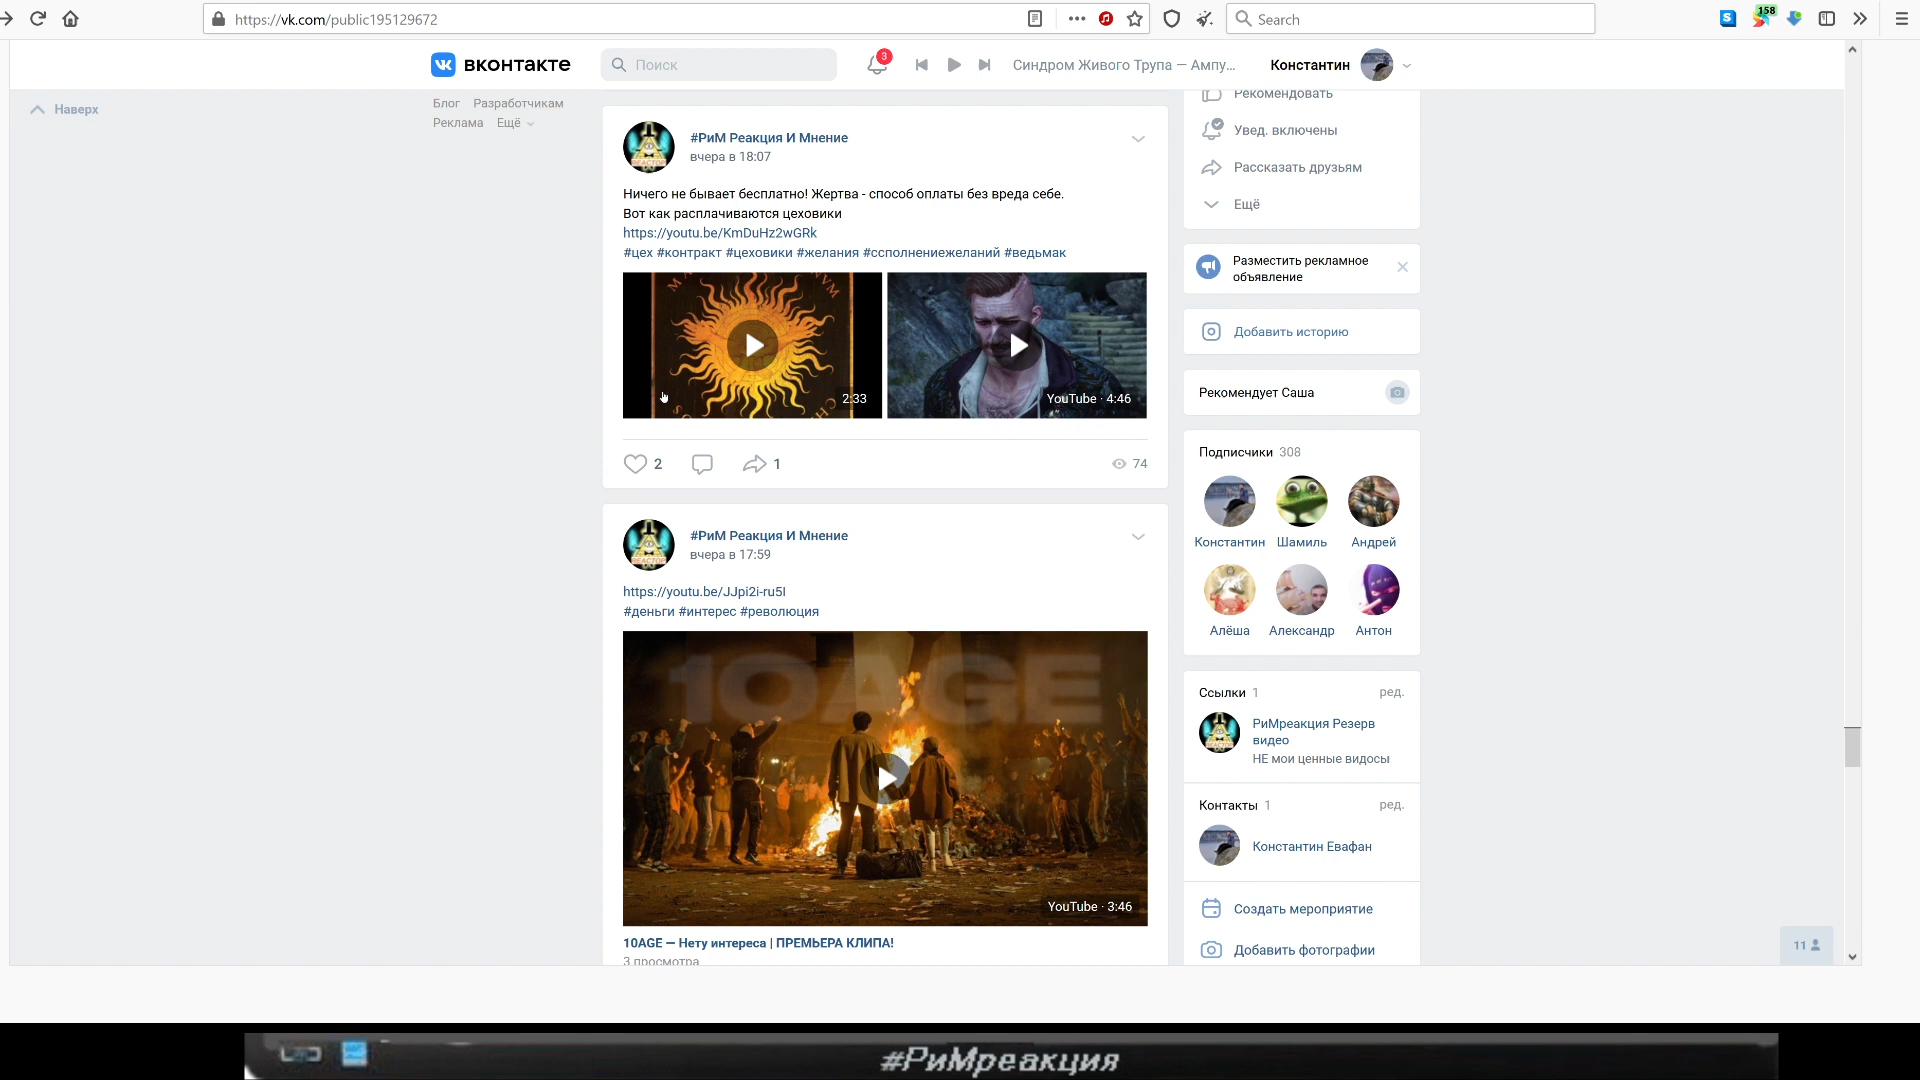 https://vk.com/public195129672
Search
158
вконтакте
Поиск
3
Синдром Живого Трупа — Ампу...
Константин
Наверх
Блог Разработчикам
Реклама Ещё
#РиМ Реакция И Мнение
вчера в 18:07
Ничего не бывает бесплатно! Жертва - способ оплаты без вреда себе.
Вот как расплачиваются цеховики
https://youtu.be/KmDuHz2wGRk
#цех #контракт #цеховики #желания #ссполнениежеланий #ведьмак
2:33
YouTube · 4:46
2
1
74
#РиМ Реакция И Мнение
вчера в 17:59
https://youtu.be/JJpi2i-ru5I
#деньги #интерес #революция
10AGE
YouTube · 3:46
10AGE — Нету интереса | ПРЕМЬЕРА КЛИПА!
3 просмотра
Рекомендовать
Увед. включены
Рассказать друзьям
Ещё
Разместить рекламное
объявление
Добавить историю
Рекомендует Саша
Подписчики 308
Константин Шамиль Андрей
Алёша Александр Антон
Ссылки 1 ред.
РиМреакция Резерв
видео
НЕ мои ценные видосы
Контакты 1 ред.
Константин Евафан
Создать мероприятие
Добавить фотографии
11
#РиМреакция